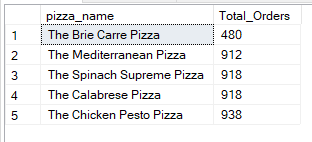 pizza_name Total_Orders
1 The Brie Carre Pizza 480
2 The Mediterranean Pizza 912
3 The Spinach Supreme Pizza 918
4 The Calabrese Pizza 918
5 The Chicken Pesto Pizza 938